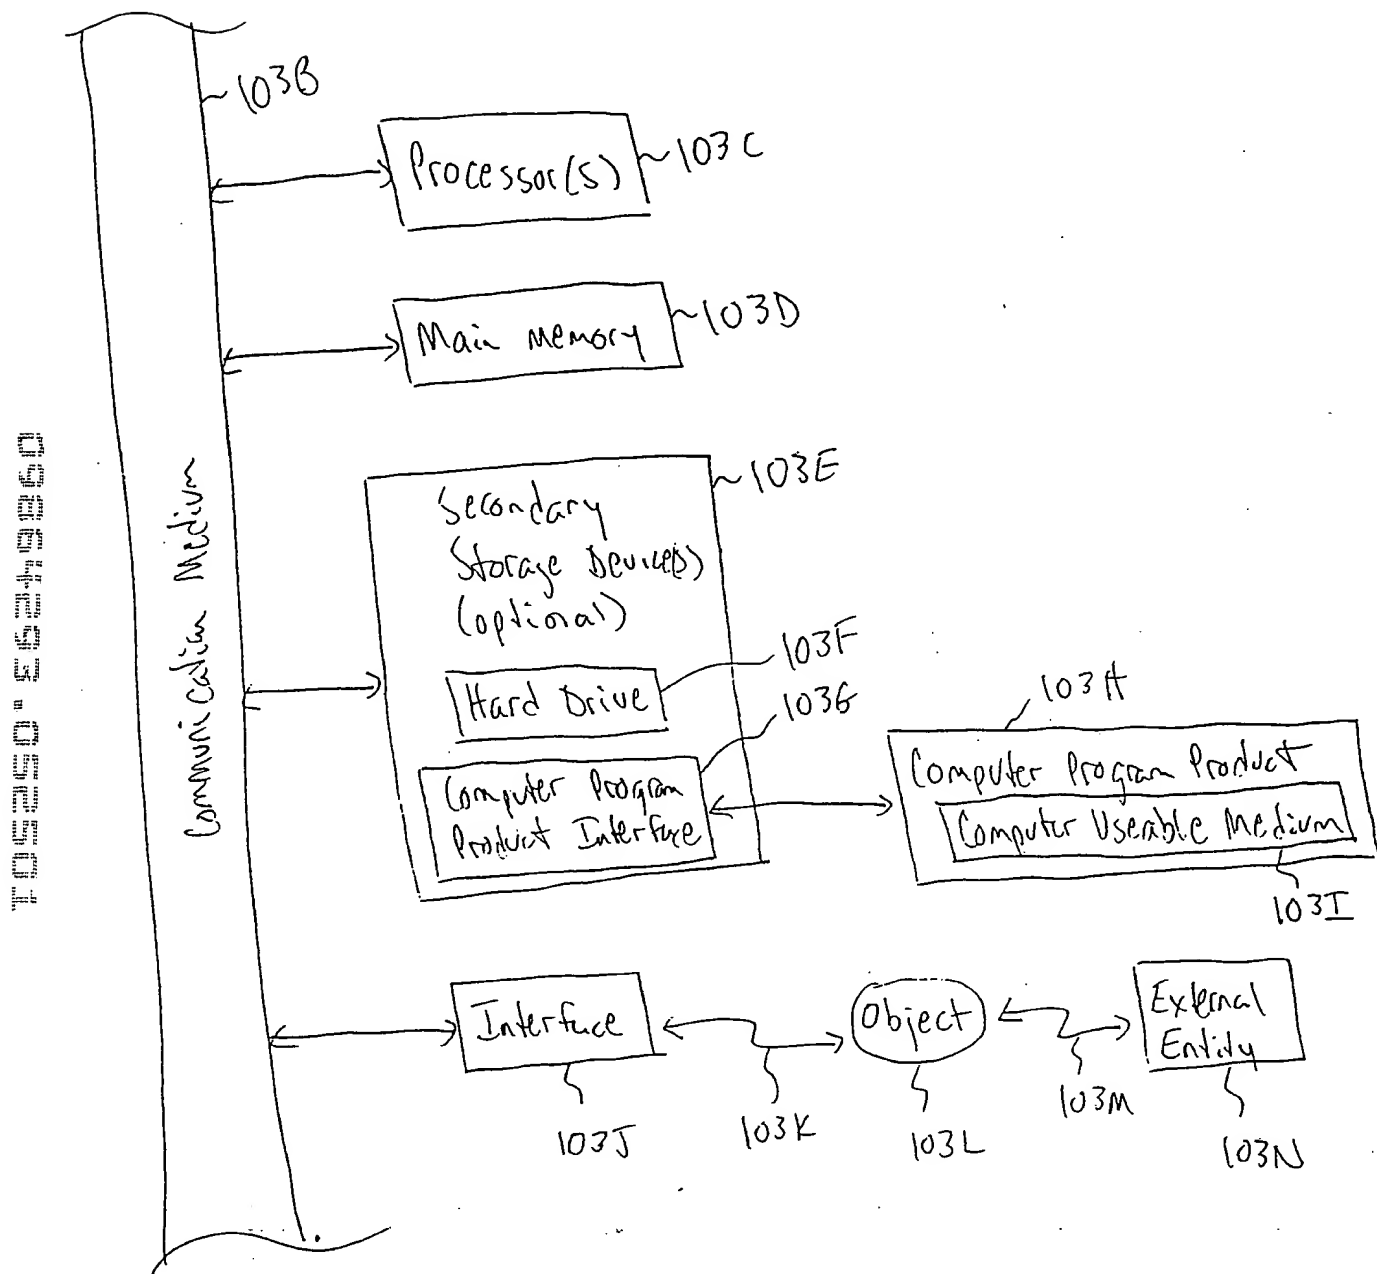 103B
Processor(s)
103C
Main Memory
103D
103E
Secondary
Storage Device(s)
(optional)
103F
Hard Drive
103G
Computer Program
Product Interface
103H
Computer Program Product
Computer Useable Medium
103I
Communication Medium
Interface
Object
External
Entity
103J
103K
103L
103M
103N
09864293.052501